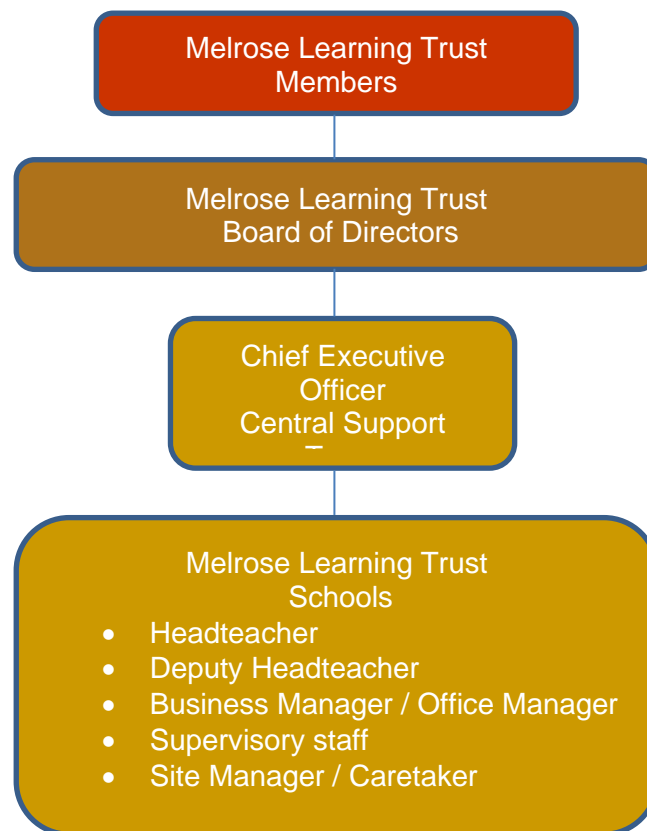 Melrose Learning Trust
Members
Melrose Learning Trust
Board of Directors
Chief Executive
Officer
Central Support
Melrose Learning Trust
Schools
• Headteacher
• Deputy Headteacher
• Business Manager / Office Manager
• Supervisory staff
• Site Manager / Caretaker